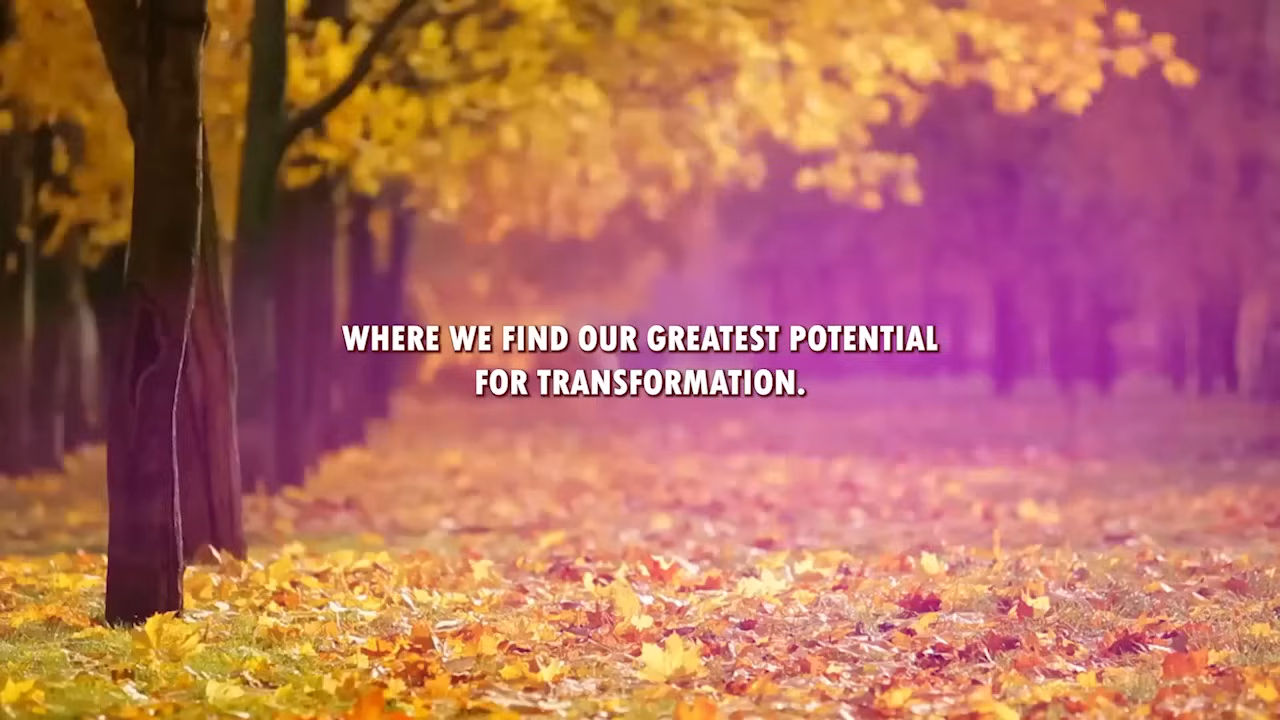 WHERE WE FIND OUR GREATEST POTENTIAL
FOR TRANSFORMATION.